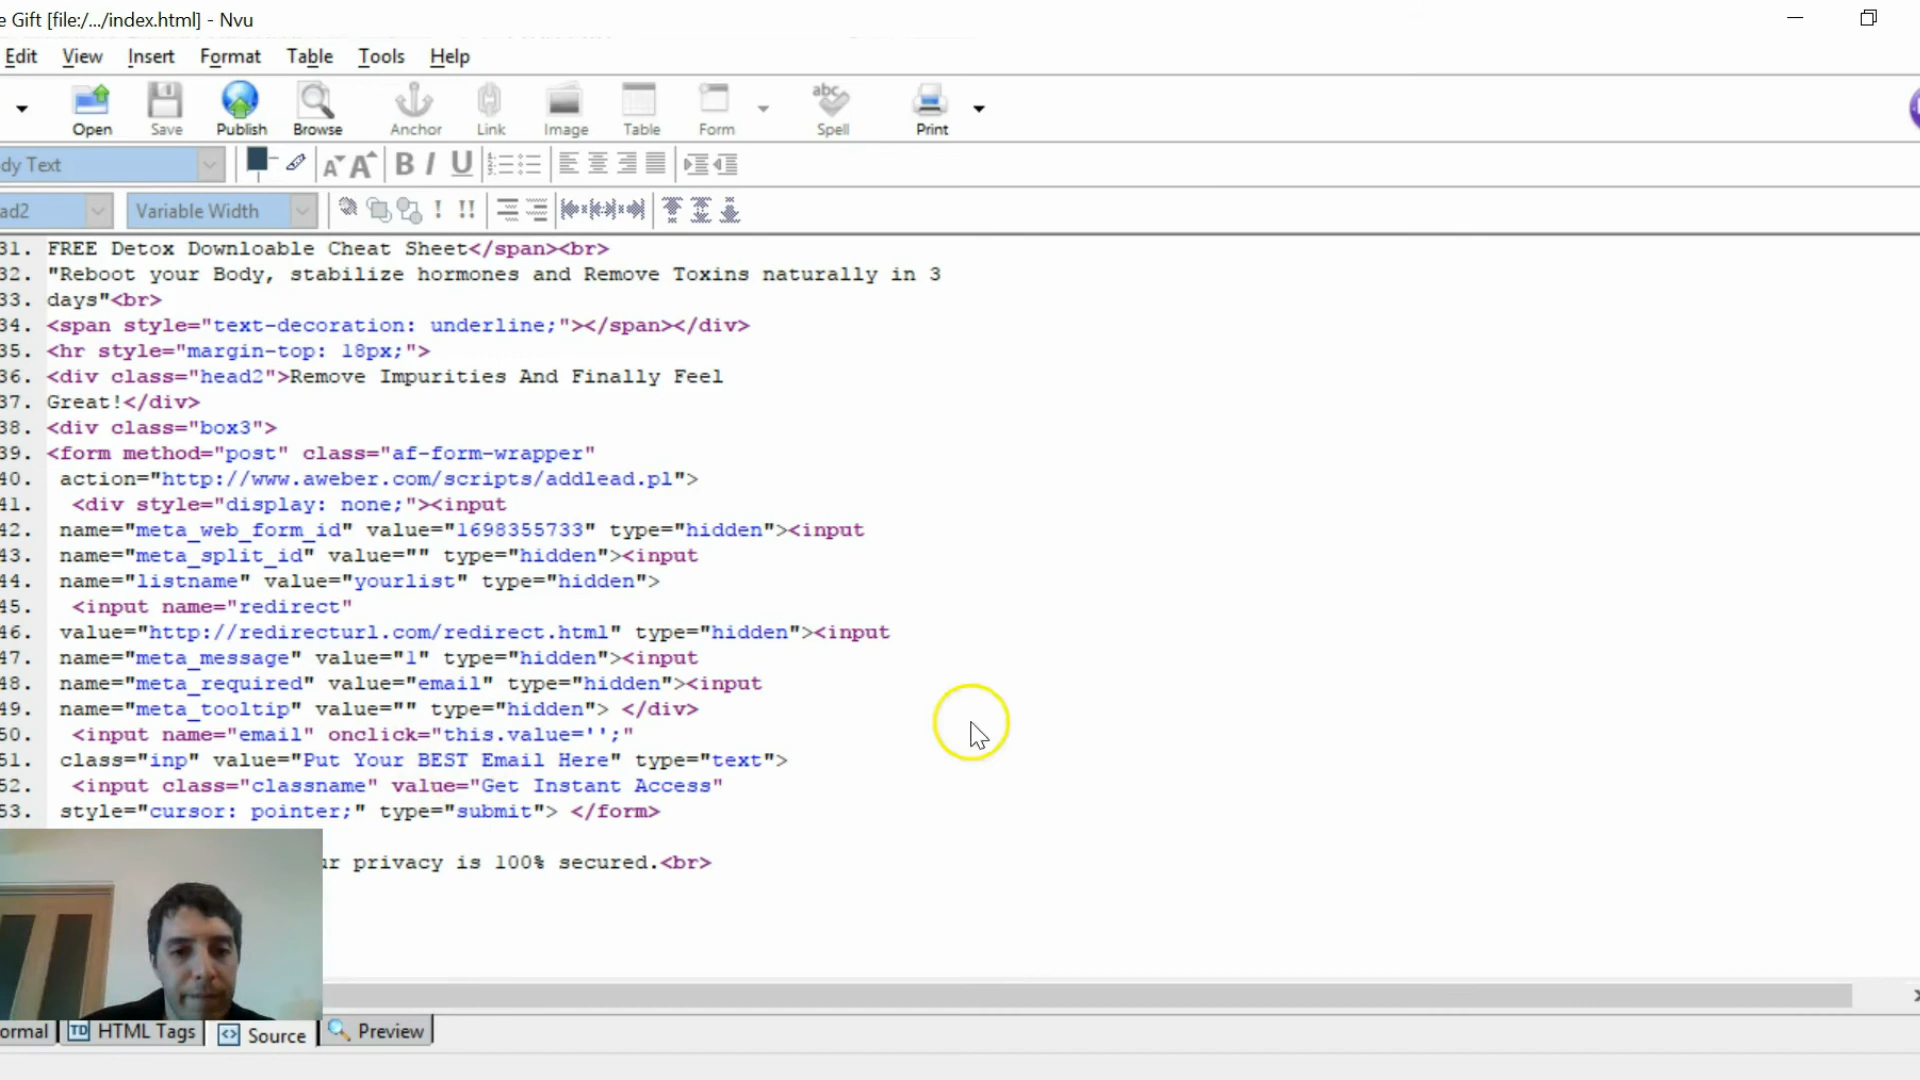 e Gift [file:/.../index.html] - Nvu
Edit View Insert Format Table Tools Help
Open Save Publish Browse Anchor Link Image Table Form Spell Print
dy Text
ad2 Variable Width
31. FREE Detox Downloable Cheat Sheet</span><br>
32. "Reboot your Body, stabilize hormones and Remove Toxins naturally in 3
33. days"<br>
34. <span style="text-decoration: underline;"></span></div>
35. <hr style="margin-top: 18px;">
36. <div class="head2">Remove Impurities And Finally Feel
37. Great!</div>
38. <div class="box3">
39. <form method="post" class="af-form-wrapper"
40. action="http://www.aweber.com/scripts/addlead.pl">
41. <div style="display: none;"><input
42. name="meta_web_form_id" value="1698355733" type="hidden"><input
43. name="meta_split_id" value="" type="hidden"><input
44. name="listname" value="yourlist" type="hidden">
45. <input name="redirect"
46. value="http://redirecturl.com/redirect.html" type="hidden"><input
47. name="meta_message" value="1" type="hidden"><input
48. name="meta_required" value="email" type="hidden"><input
49. name="meta_tooltip" value="" type="hidden"> </div>
50. <input name="email" onclick="this.value='';"
51. class="inp" value="Put Your BEST Email Here" type="text">
52. <input class="classname" value="Get Instant Access"
53. style="cursor: pointer;" type="submit"> </form>
ur privacy is 100% secured.<br>
ormal HTML Tags Source Preview